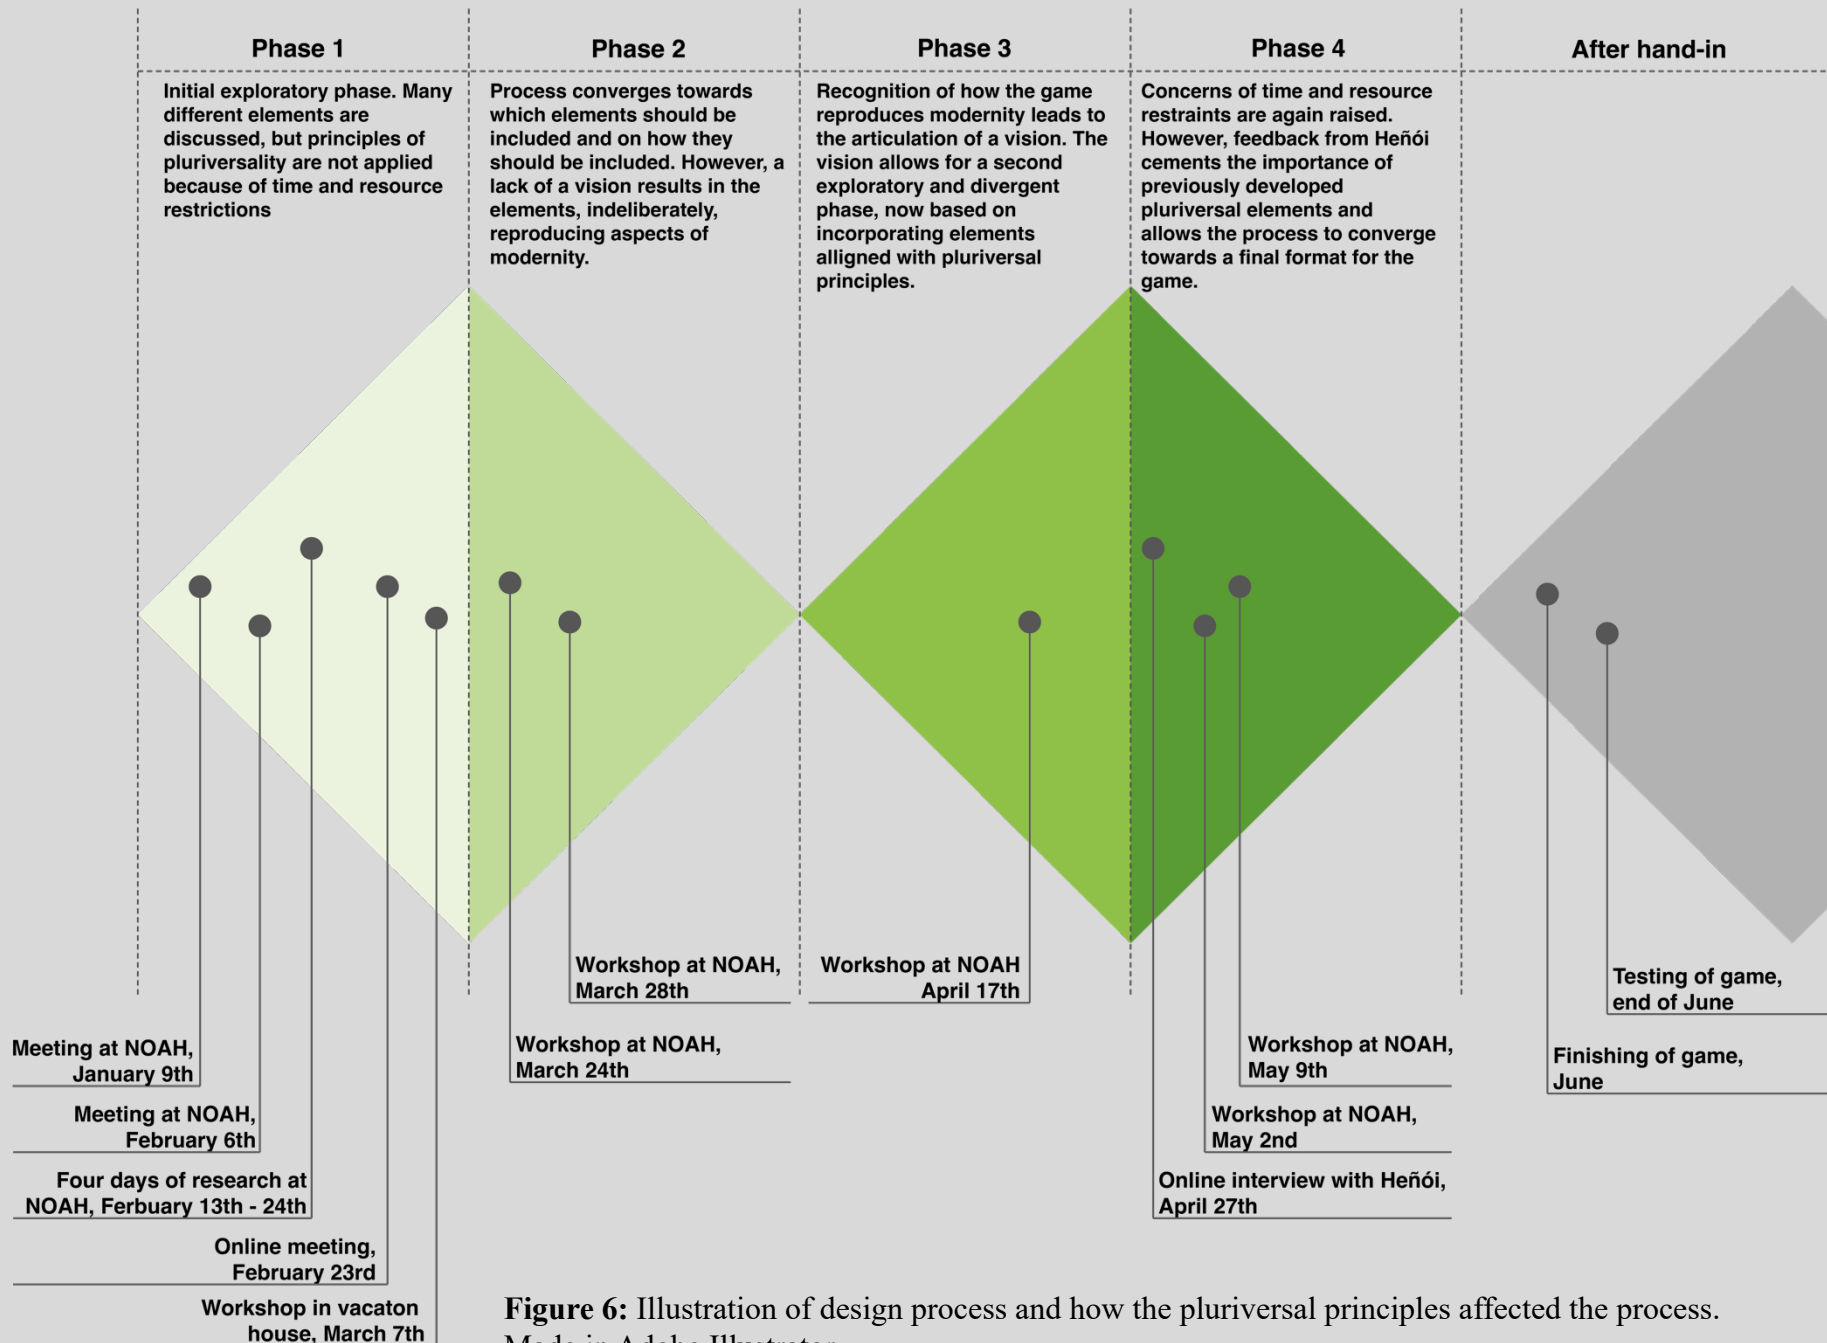 Phase 1
Phase 2
Phase 3
Phase 4
After hand-in
Initial exploratory phase. Many
different elements are
discussed, but principles of
pluriversality are not applied
because of time and resource
restrictions
Process converges towards
which elements should be
included and on how they
should be included. However, a
lack of a vision results in the
elements, indeliberately,
reproducing aspects of
modernity.
Recognition of how the game
reproduces modernity leads to
the articulation of a vision. The
vision allows for a second
exploratory and divergent
phase, now based on
incorporating elements
alligned with pluriversal
principles.
Concerns of time and resource
restraints are again raised.
However, feedback from Heñói
cements the importance of
previously developed
pluriversal elements and
allows the process to converge
towards a final format for the
game.
Meeting at NOAH,
January 9th
Meeting at NOAH,
February 6th
Four days of research at
NOAH, Ferbuary 13th - 24th
Online meeting,
February 23rd
Workshop in vacaton
house, March 7th
Workshop at NOAH,
March 28th
Workshop at NOAH,
March 24th
Workshop at NOAH
April 17th
Workshop at NOAH,
May 9th
Workshop at NOAH,
May 2nd
Online interview with Heñói,
April 27th
Testing of game,
end of June
Finishing of game,
June
Figure 6: Illustration of design process and how the pluriversal principles affected the process.
Made in Adobe Illustrator